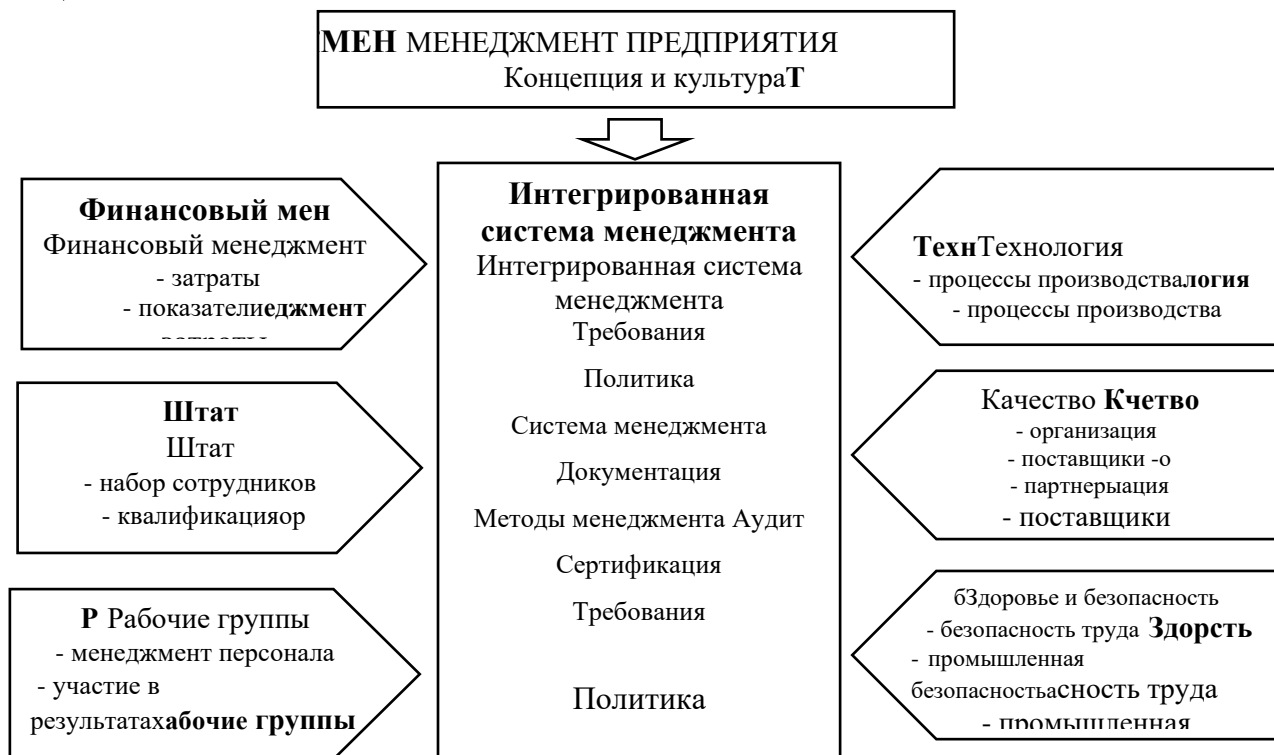 МЕН МЕНЕДЖМЕНТ ПРЕДПРИЯТИЯ
Концепция и культураТ
Финансовый мен
Финансовый менеджмент
- затраты
- показателиеджмент
затраты
Штат
Штат
- набор сотрудников
- квалификацияор
Р Рабочие группы
- менеджмент персонала
- участие в
результатахабочие группы
Интегрированная
система менеджмента
Интегрированная система
менеджмента
Требования
Политика
Система менеджмента
Документация
Методы менеджмента Аудит
Сертификация
Требования
Политика
ТехнТехнология
- процессы производствалогия
- процессы производства
Качество Кчетво
- организация
- поставщики -о
- партнерыация
- поставщики
бЗдоровье и безопасность
- безопасность труда Здорсть
- промышленная
безопасностьасность труда
- промышленная